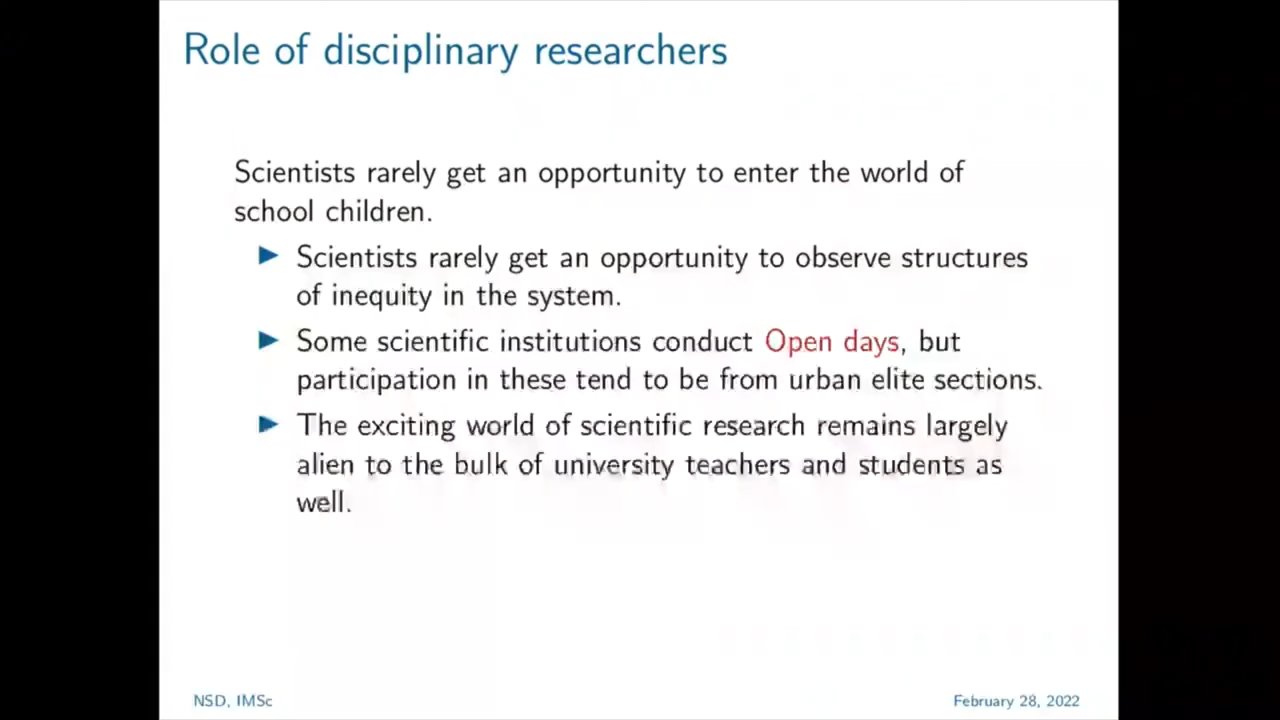 Role of disciplinary researchers
Scientists rarely get an opportunity to enter the world of
school children.
Scientists rarely get an opportunity to observe structures
of inequity in the system.
Some scientific institutions conduct Open days, but
participation in these tend to be from urban elite sections.
The exciting world of scientific research remains largely
alien to the bulk of university teachers and students as
well.
NSD, IMSc
February 28, 2022